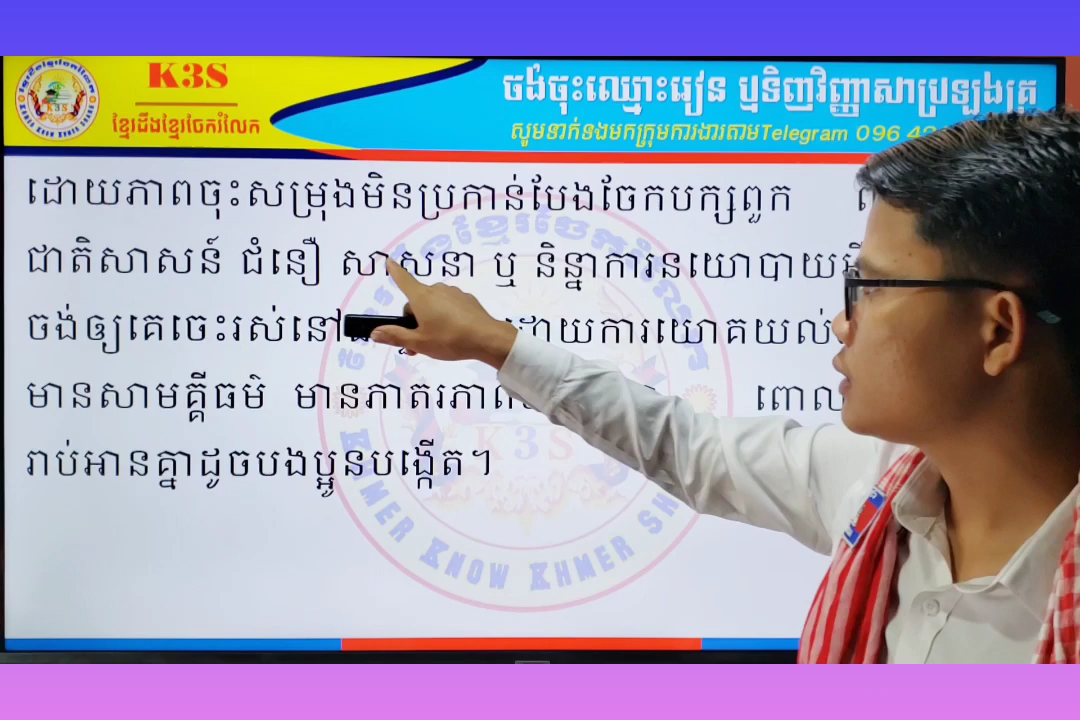 K3S
ខ្មែរដឹងខ្មែរចែករំលែក
ចង់ចុះឈ្មោះរៀន ឬទិញវិញ្ញាសាប្រឡងគ្រូ
សូមទាក់ទងមកក្រុមការងារតាមTelegram 096
ដោយភាពចុះសម្រុងមិនប្រកាន់បែងចែកបក្សពួក
ជាតិសាសន៍ ជំនឿ សាសនា ឬ និន្នាការនយោបាយ
ចង់ឲ្យគេចេះរស់នៅ ដោយការយោគយល់
មានសាមគ្គីធម៌ មានភាតរភាព ពោល
រាប់អានគ្នាដូចបងប្អូនបង្កើត។
K3S
KHMER KNOW KHMER